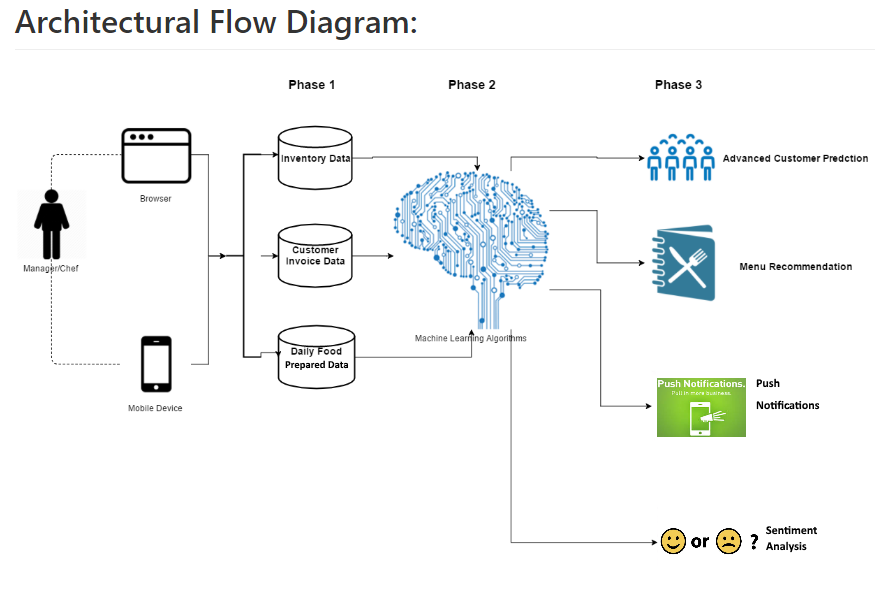 Architectural Flow Diagram:
Phase 1
Phase 2
Phase 3
Browser
Manager/Chef
Mobile Device
Inventory Data
Customer
Invoice Data
Daily Food
Prepared Data
Machine Learning Algorithms
Advanced Customer Predction
Menu Recommendation
Push Notifications.
Pull in more business.
Push
Notifications
or
?
Sentiment
Analysis